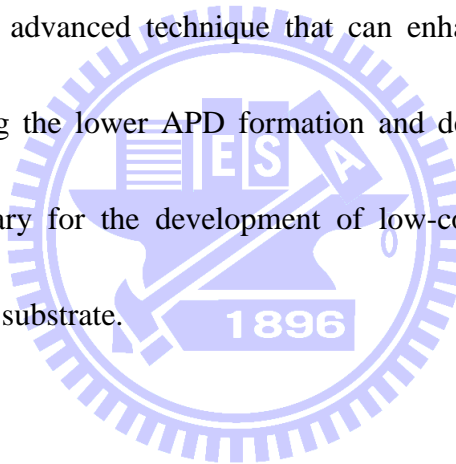 advanced technique that can enha
g the lower APD formation and de
ES
A
ary for the development of low-co
substrate.
1896